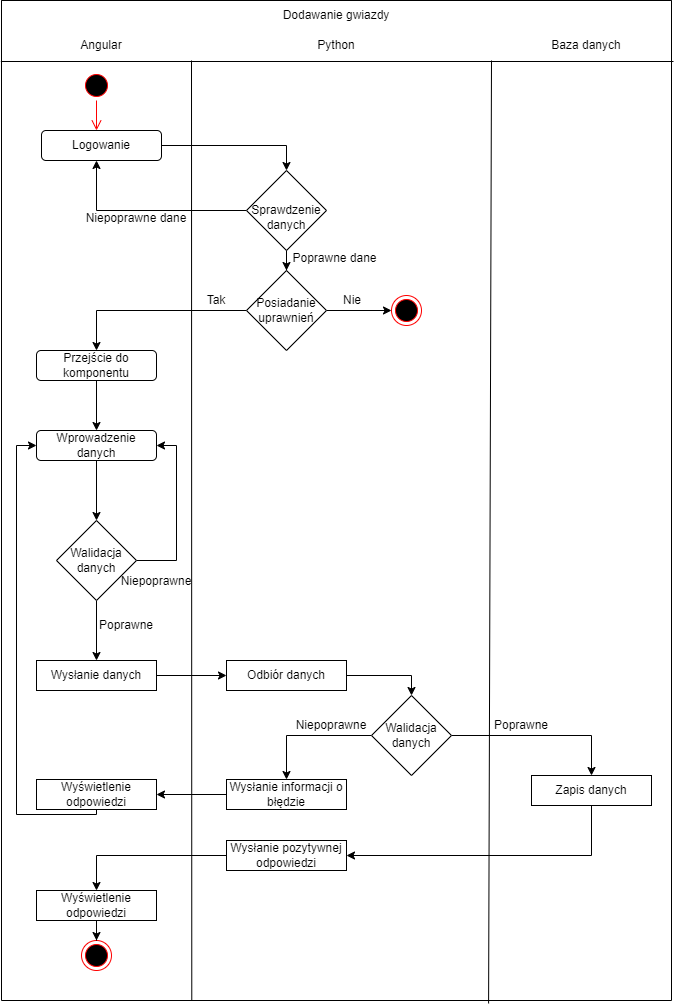 Dodawanie gwiazdy
Angular
Python
Baza danych
Logowanie
Sprawdzenie
danych
Niepoprawne dane
Poprawne dane
Tak
Posiadanie
uprawnień
Nie
Przejście do
komponentu
Wprowadzenie
danych
Walidacja
danych
Niepoprawne
Poprawne
Wysłanie danych
Odbiór danych
Niepoprawne
Walidacja
danych
Poprawne
Wyświetlenie
odpowiedzi
Wysłanie informacji o
błędzie
Zapis danych
Wysłanie pozytywnej
odpowiedzi
Wyświetlenie
odpowiedzi